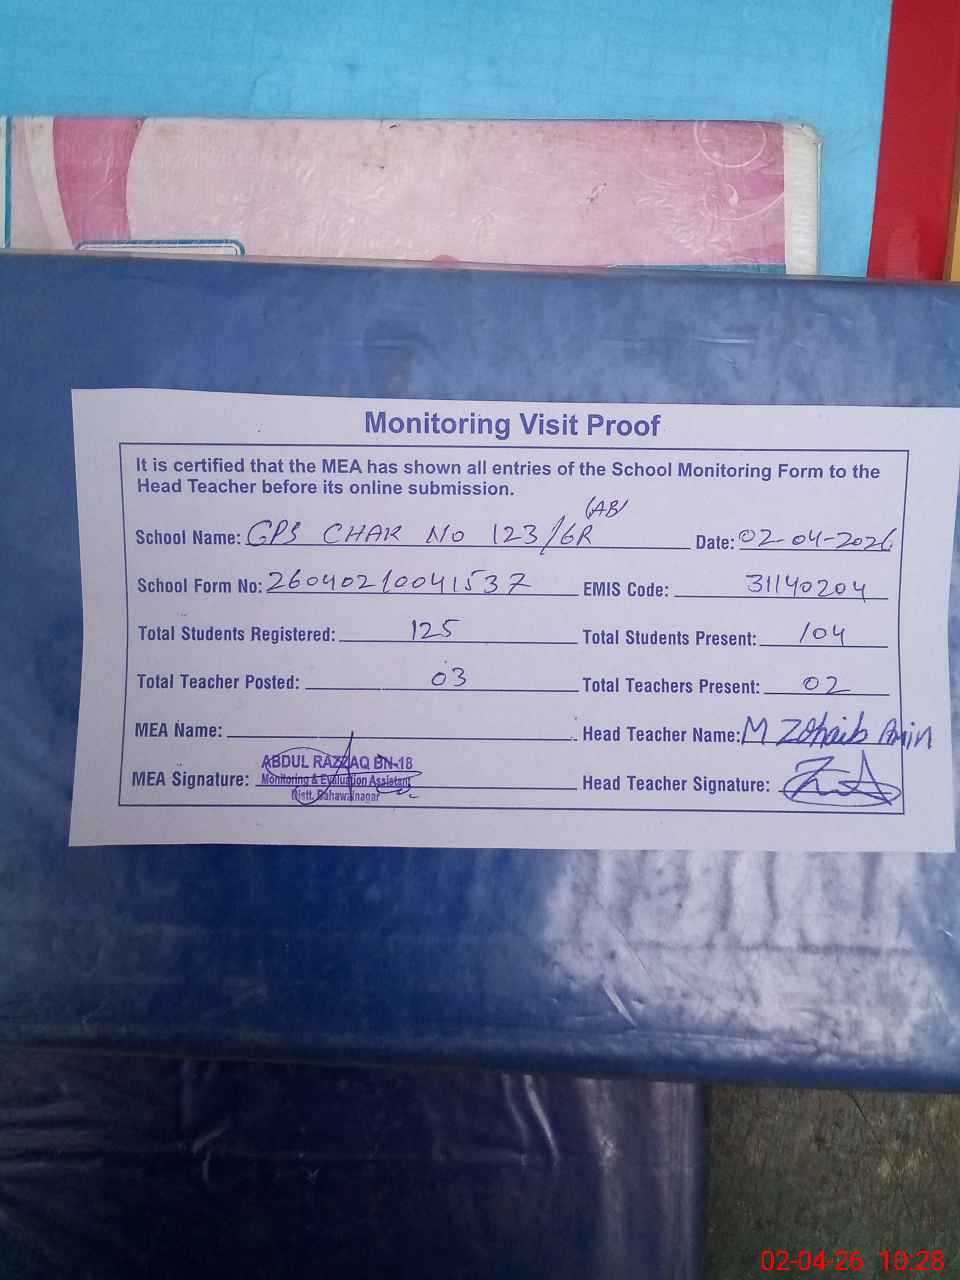 Monitoring Visit Proof
It is certified that the MEA has shown all entries of the School Monitoring Form to the
Head Teacher before its online submission.
(AB)
School Name: GPS CHAK NO 123/6R Date: 02-04-2026
School Form No: 26040210041537 EMIS Code: 31140204
Total Students Registered: 125 Total Students Present: 104
Total Teacher Posted: 03 Total Teachers Present: 02
MEA Name: Head Teacher Name: M Zohaib Amin
ABDUL RAZZAQ BN-18
MEA Signature: Monitoring & Evaluation Assistant Head Teacher Signature:
Distt. Bahawalnagar
02-04-26 10:28